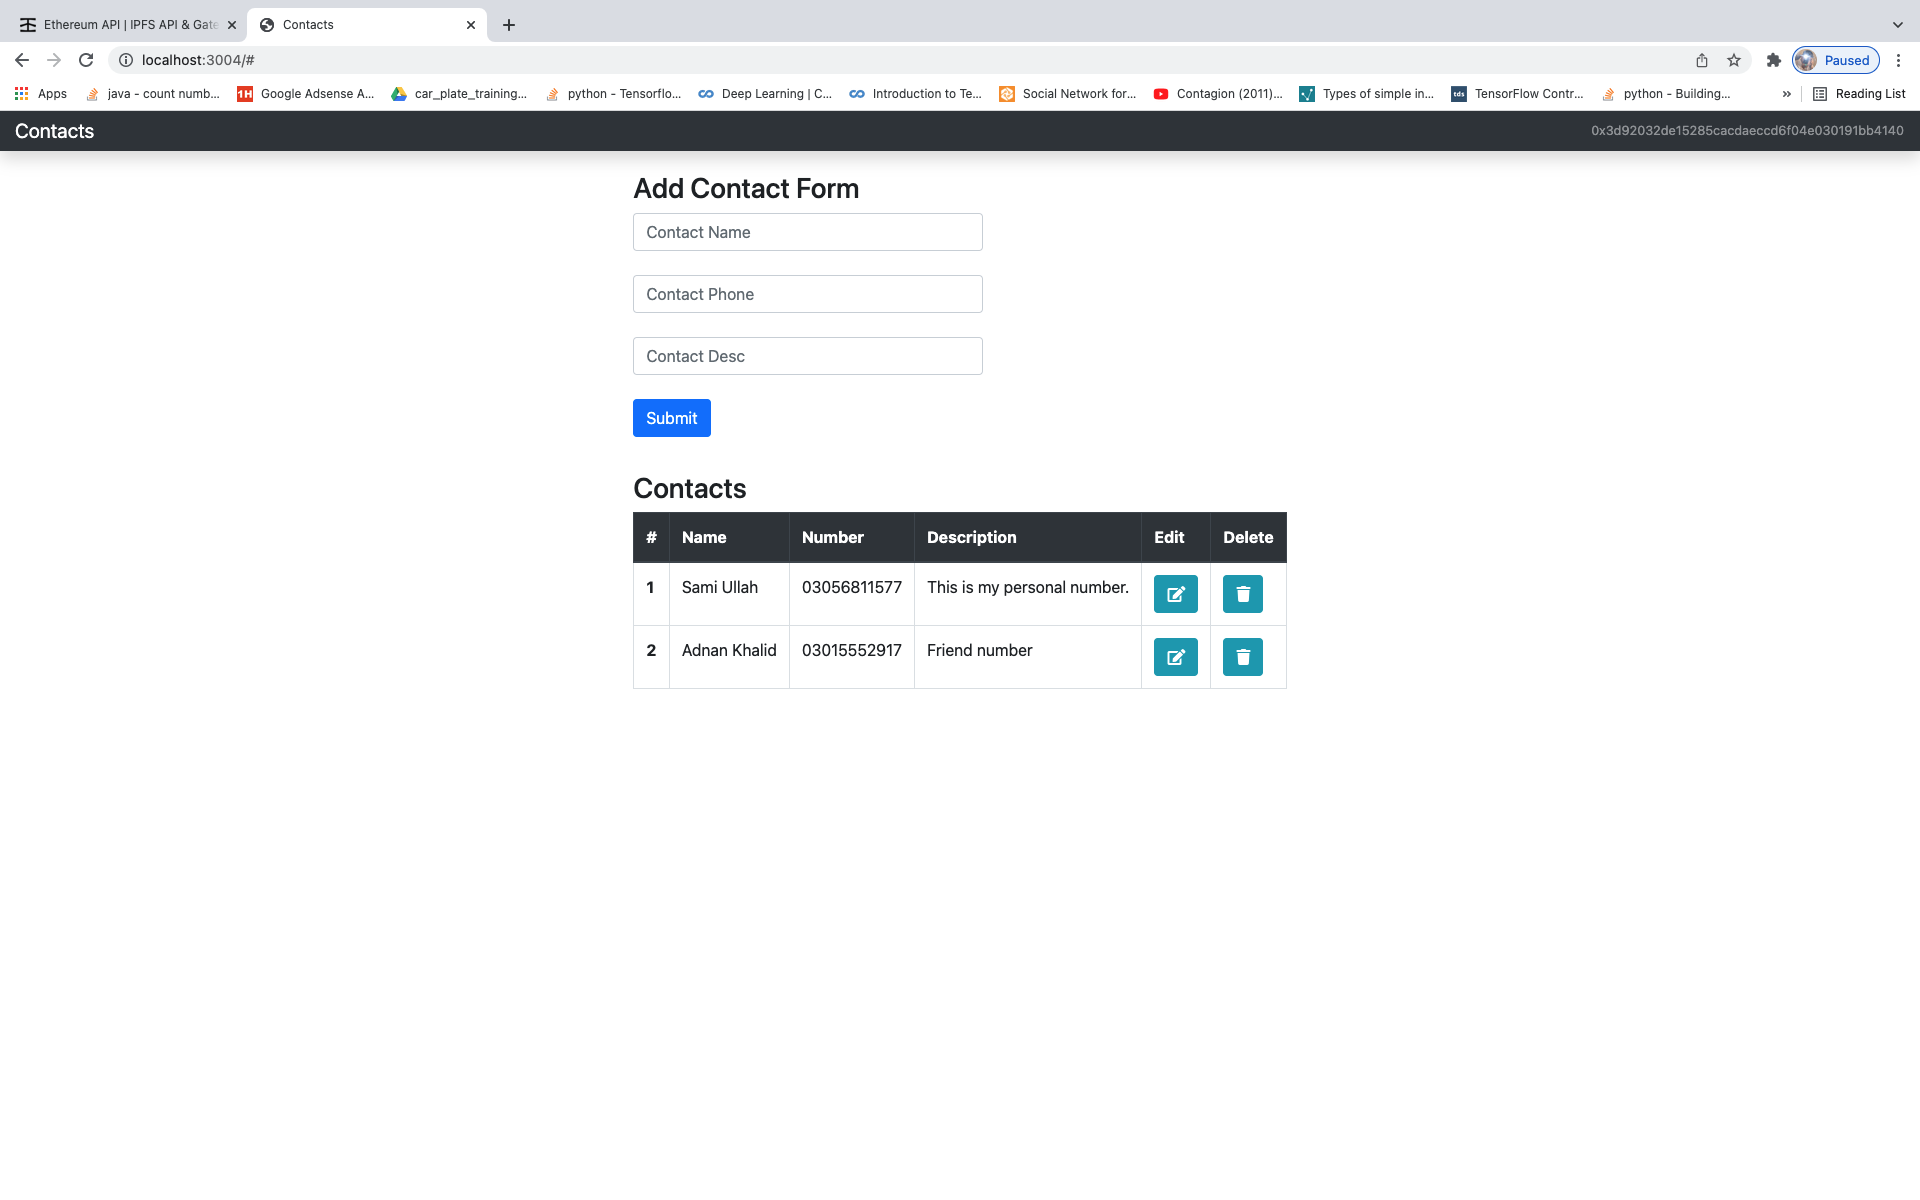 Ethereum API | IPFS API & Gate
Contacts
localhost:3004/#
Paused
Apps
java - count numb...
Google Adsense A...
car_plate_training...
python - Tensorflo...
Deep Learning | C...
Introduction to Te...
Social Network for...
Contagion (2011)...
Types of simple in...
TensorFlow Contr...
python - Building...
»
Reading List
Contacts
0x3d92032de15285cacdaeccd6f04e030191bb4140
Add Contact Form
Contact Name
Contact Phone
Contact Desc
Submit
Contacts
# Name Number Description Edit Delete
1 Sami Ullah 03056811577 This is my personal number.
2 Adnan Khalid 03015552917 Friend number